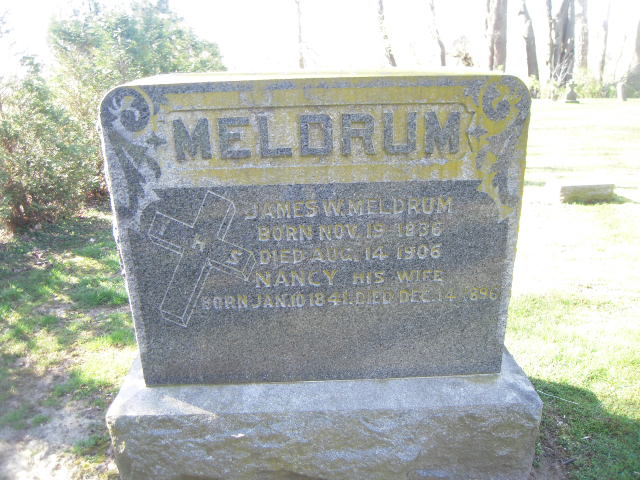 MELDRUM
IHS
JAMES W. MELDRUM
BORN NOV. 19 1836
DIED AUG. 14 1906
NANCY HIS WIFE
BORN JAN. 10 1841. DIED DEC. 14 1896